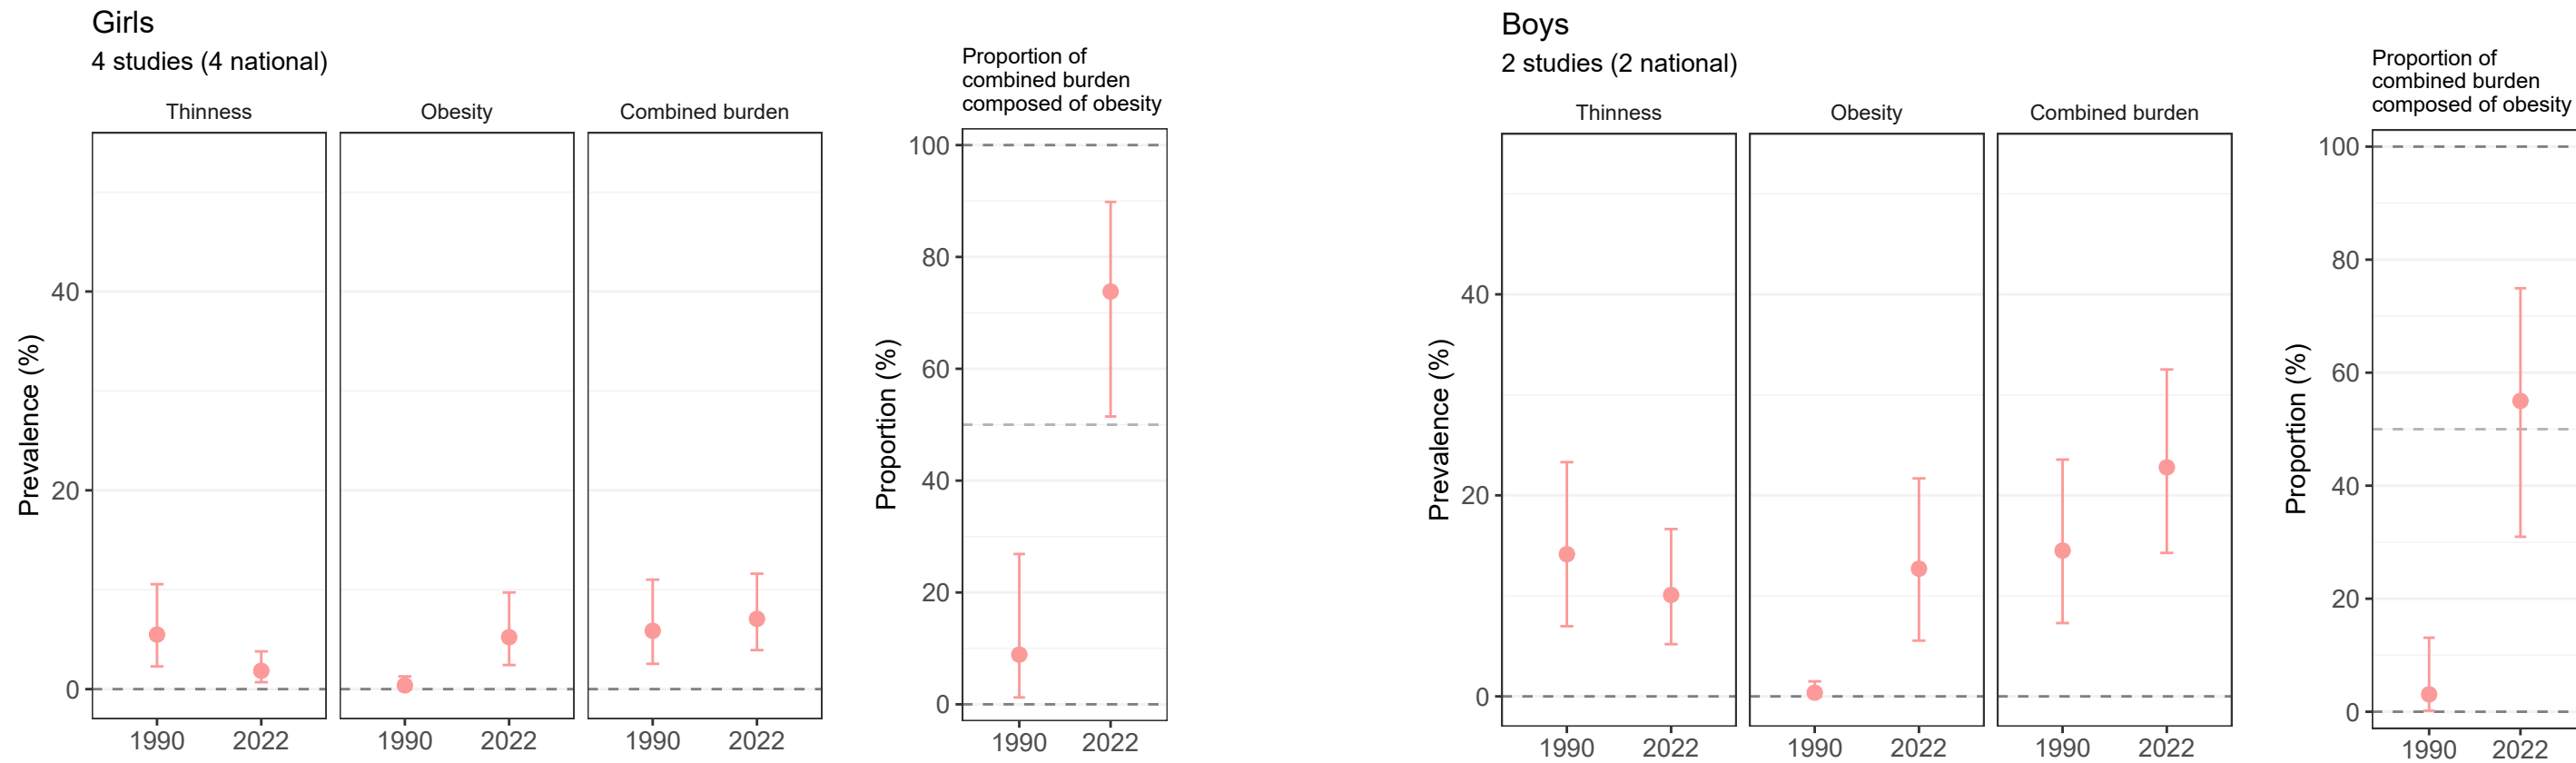 Girls
4 studies (4 national)
Thinness
Obesity
Combined burden
Prevalence (%)
40
20
0
1990
2022
1990
2022
1990
2022
Proportion of
combined burden
composed of obesity
Proportion (%)
100
80
60
40
20
0
1990
2022
Boys
2 studies (2 national)
Thinness
Obesity
Combined burden
Prevalence (%)
40
20
0
1990
2022
1990
2022
1990
2022
Proportion of
combined burden
composed of obesity
Proportion (%)
100
80
60
40
20
0
1990
2022